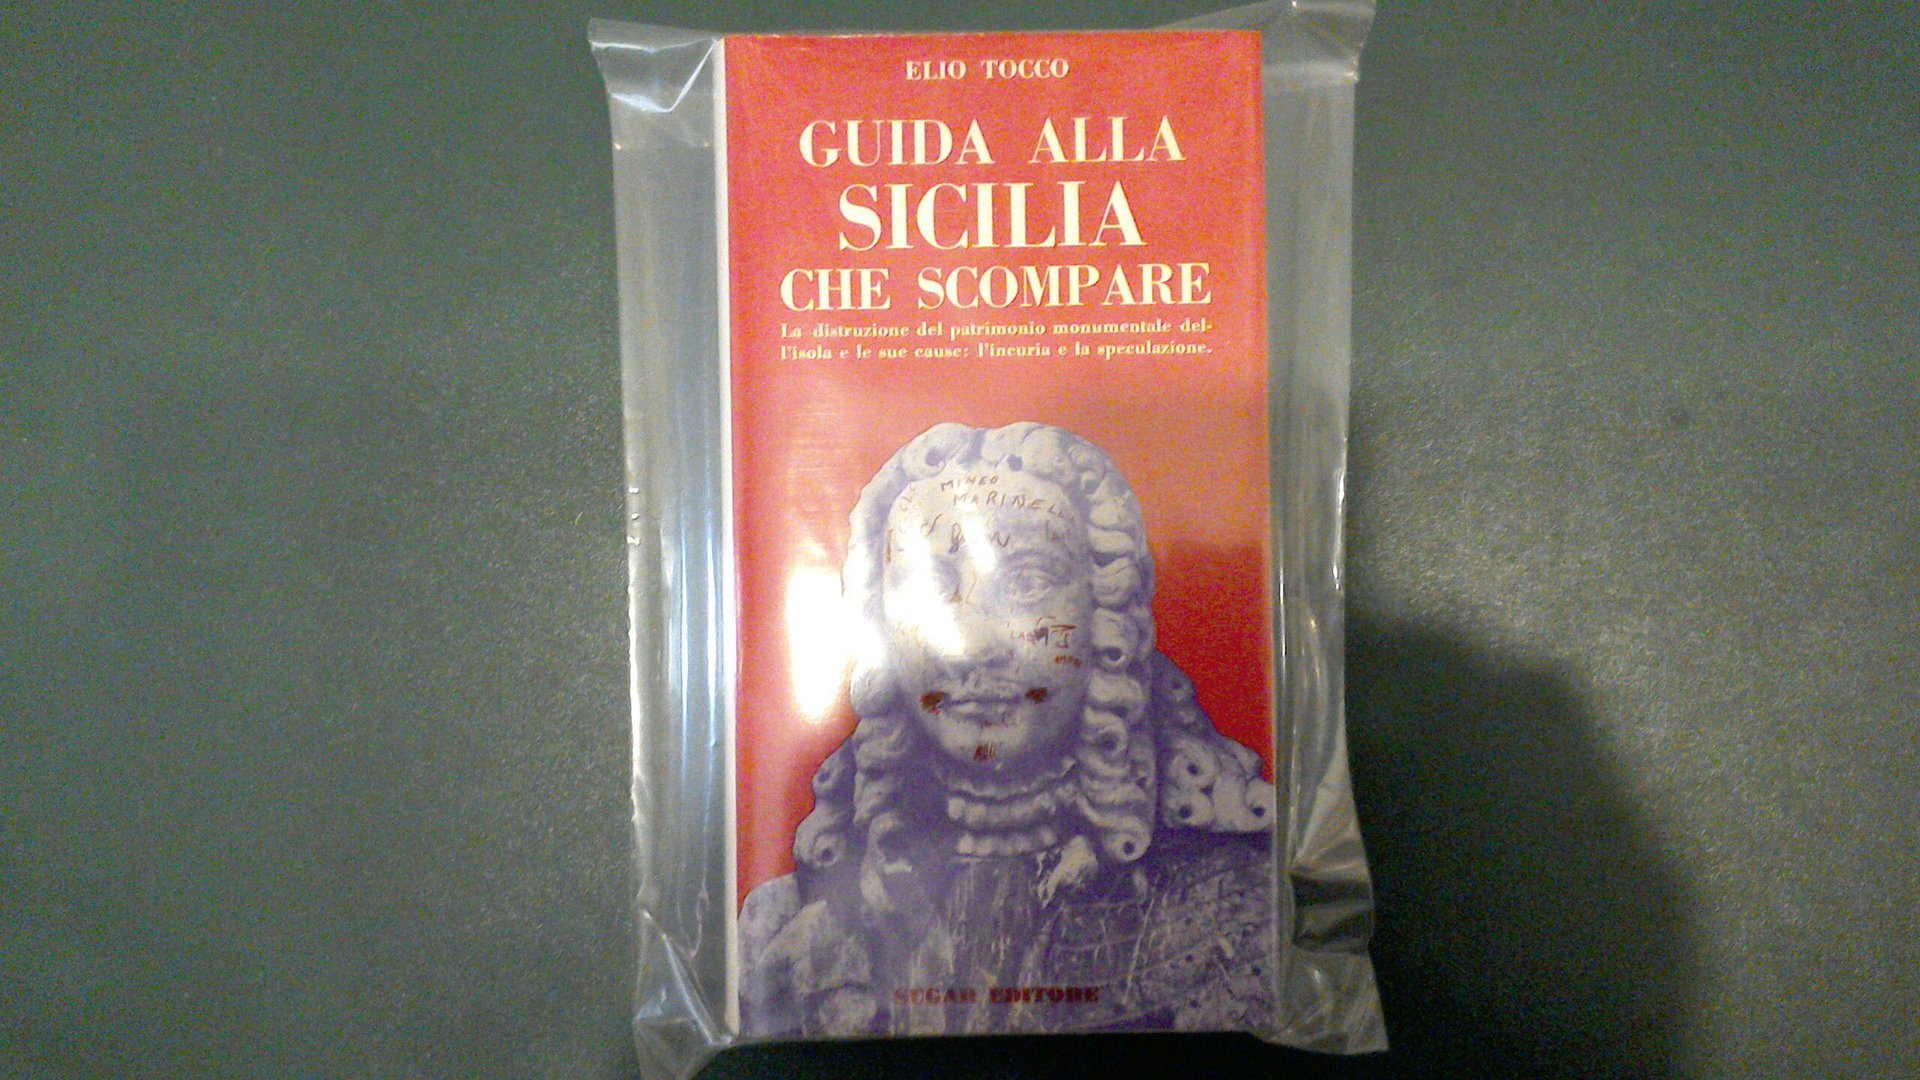 ELIO TOCCO
GUIDA ALLA
SICILIA
CHE SCOMPARE
La distruzione del patrimonio monumentale del-
l'isola e le sue cause: l'incuria e la speculazione.
MINEO
MARINELL
SUGAR EDITORE